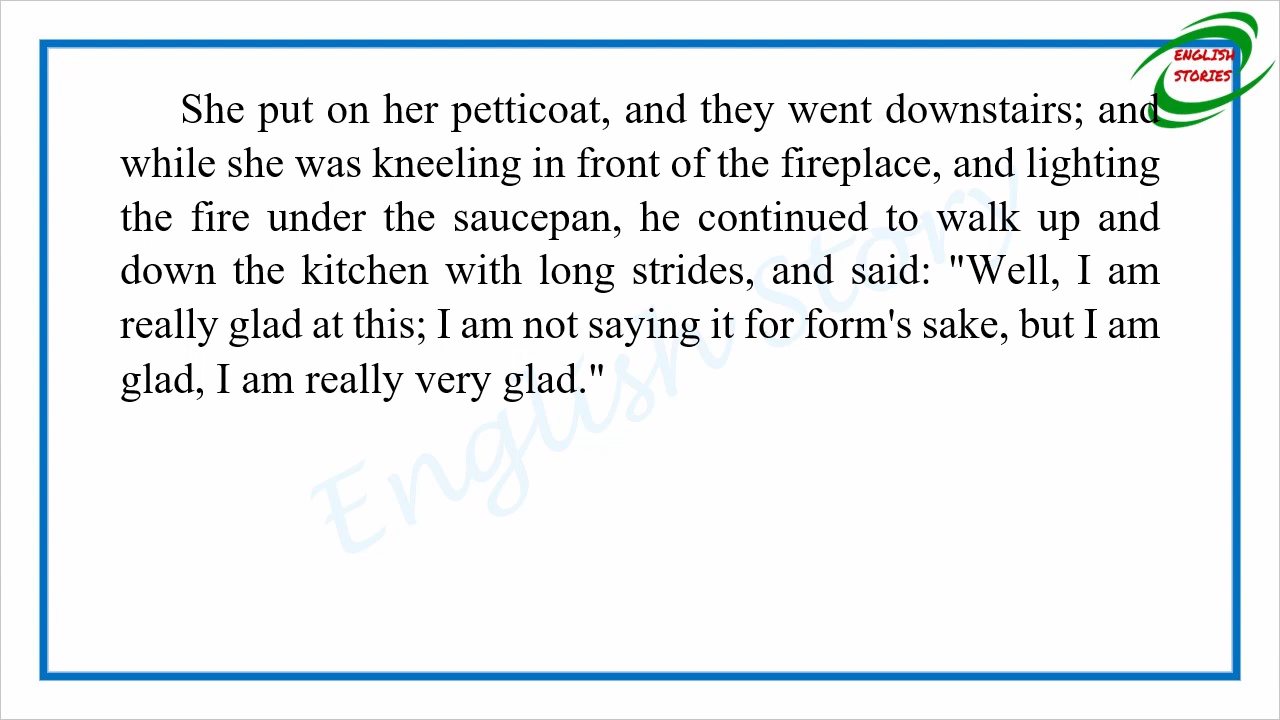 ENGLISH
STORIES
She put on her petticoat, and they went downstairs; and
while she was kneeling in front of the fireplace, and lighting
the fire under the saucepan, he continued to walk up and
down the kitchen with long strides, and said: "Well, I am
really glad at this; I am not saying it for form's sake, but I am
glad, I am really very glad."
English Story